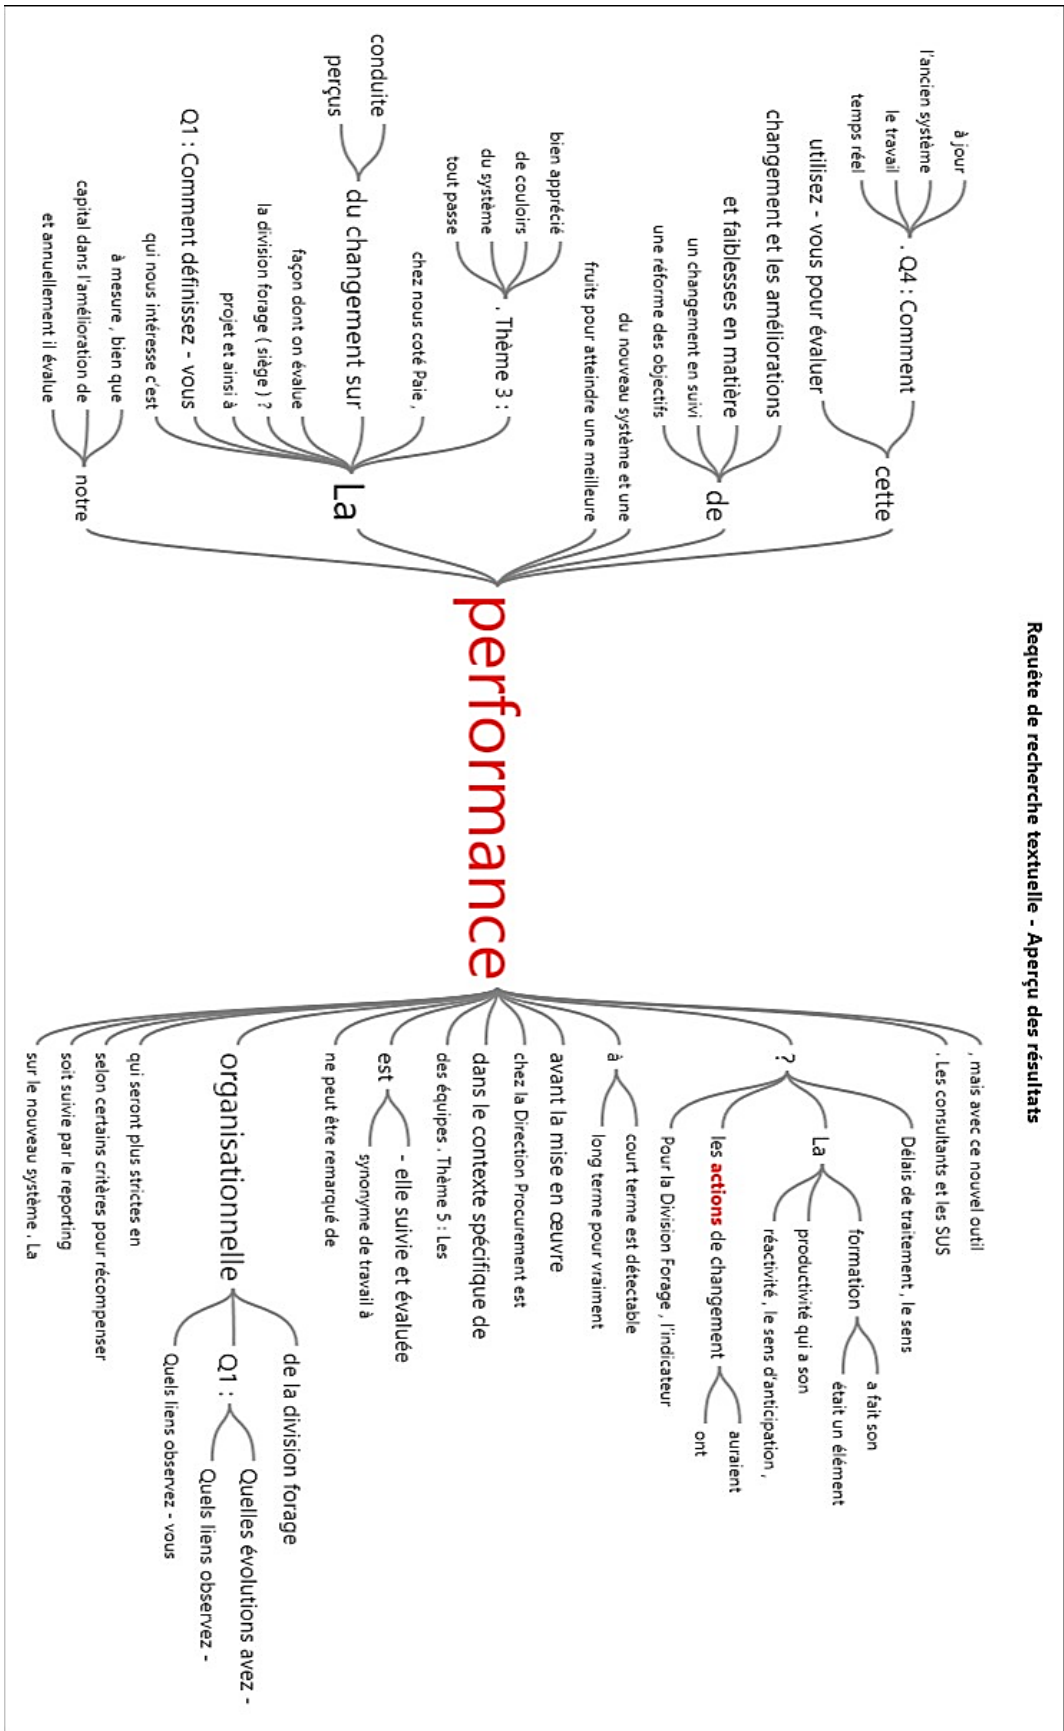 Requête de recherche textuelle - Aperçu des résultats
à jour
l'ancien système
le travail
temps réel
. Q4 : Comment
utilisez - vous pour évaluer
cette
changement et les améliorations
et faiblesses en matière
un changement en suivi
une réforme des objectifs
de
du nouveau système et une
fruits pour atteindre une meilleure
bien apprécié
de couloirs
du système
tout passe
. Thème 3 :
chez nous coté Paie ,
conduite
perçus
du changement sur
façon dont on évalue
la division forage ( siège ) ?
projet et ainsi à
Q1 : Comment définissez - vous
qui nous intéresse c'est
La
à mesure , bien que
capital dans l'amélioration de
et annuellement il évalue
notre
performance
, mais avec ce nouvel outil
. Les consultants et les SUS
?
Délais de traitement , le sens
La
formation
a fait son
était un élément
productivité qui a son
réactivité , le sens d'anticipation ,
les actions de changement
auraient
ont
Pour la Division Forage , l'indicateur
à
court terme est détectable
long terme pour vraiment
avant la mise en œuvre
chez la Direction Procurement est
dans le contexte spécifique de
des équipes . Thème 5 : Les
est
- elle suivie et évaluée
synonyme de travail à
ne peut être remarqué de
organisationnelle
de la division forage
Q1 :
Quelles évolutions avez -
Quels liens observez -
Quels liens observez - vous
qui seront plus strictes en
selon certains critères pour récompenser
soit suivie par le reporting
sur le nouveau système . La